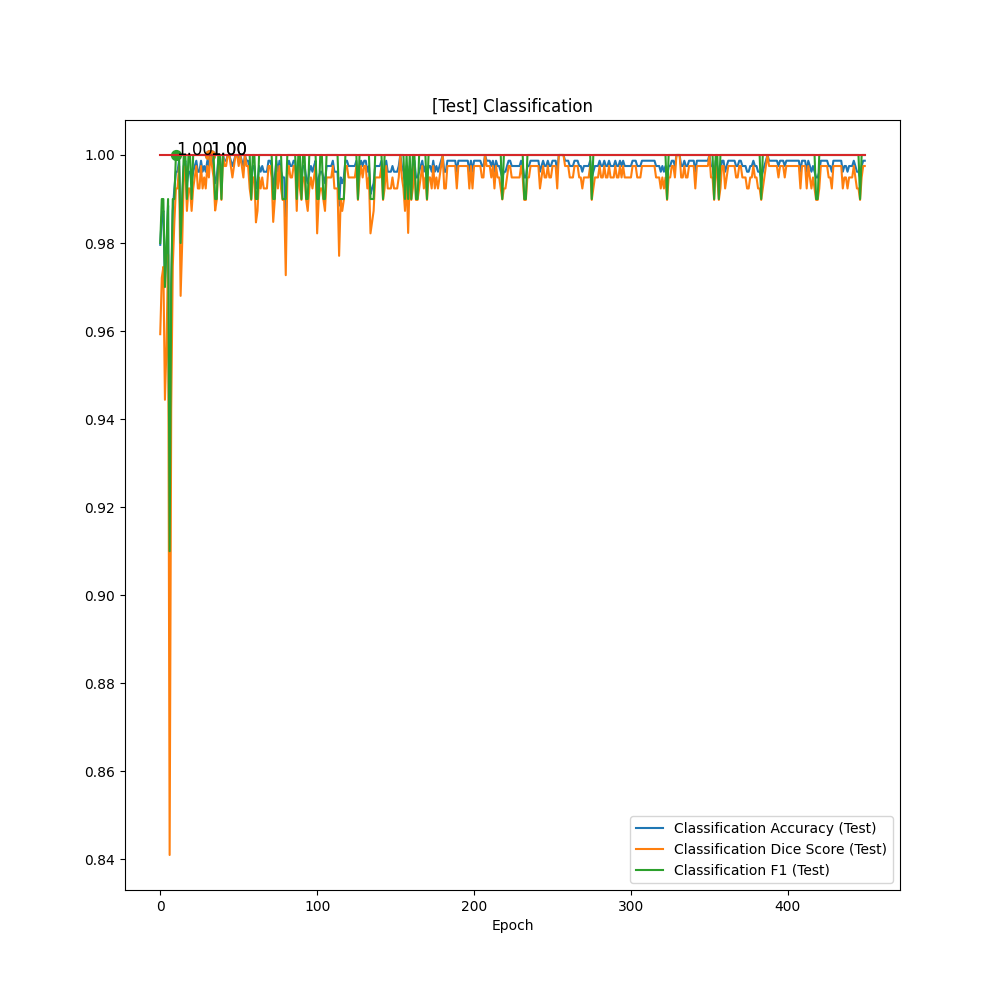 [Test] Classification
1.00
1.00
1.00
0.98
0.96
0.94
0.92
0.90
0.88
0.86
0.84
Classification Accuracy (Test)
Classification Dice Score (Test)
Classification F1 (Test)
0 100 200 300 400
Epoch